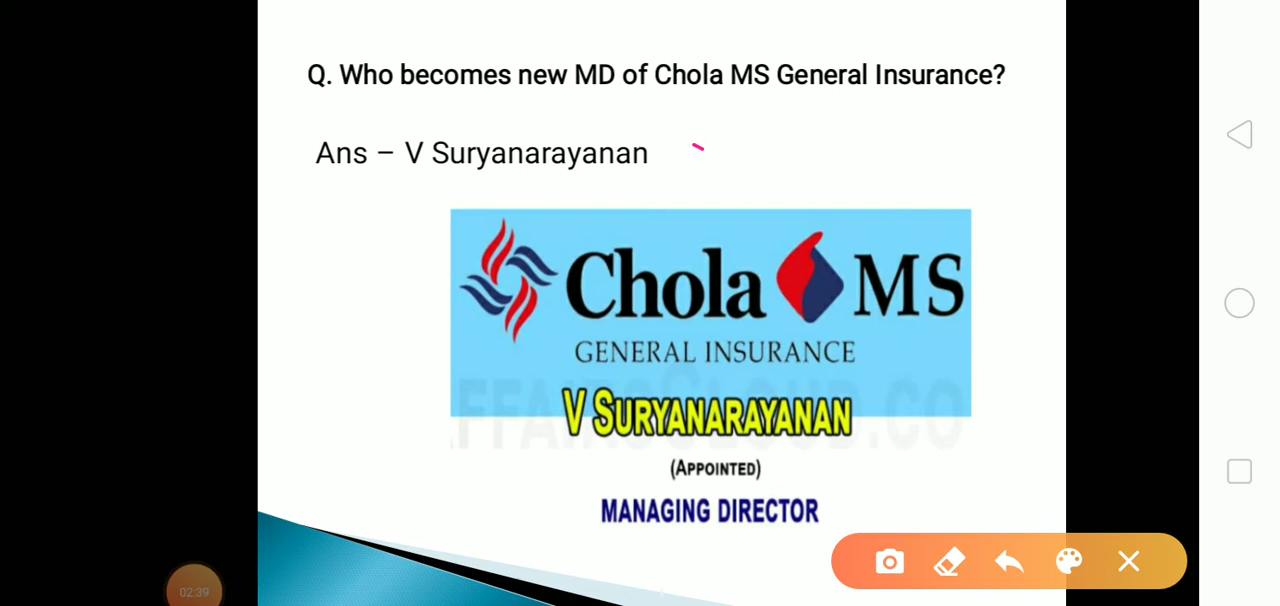 Q. Who becomes new MD of Chola MS General Insurance?
Ans – V Suryanarayanan
Chola MS
GENERAL INSURANCE
V SURYANARAYANAN
(APPOINTED)
MANAGING DIRECTOR
02:39